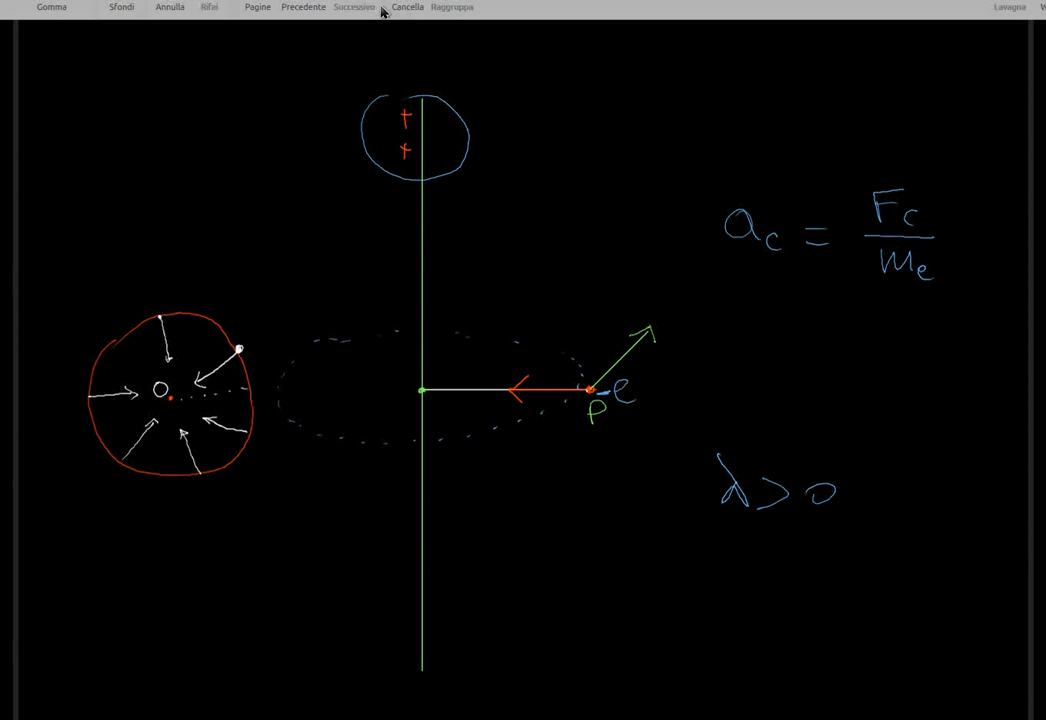 Gomma Sfondi Annulla Rifai Pagine Precedente Successivo Cancella Raggruppa Lavagna
+
+
a_c = F_c / m_e
-e
P
λ > 0